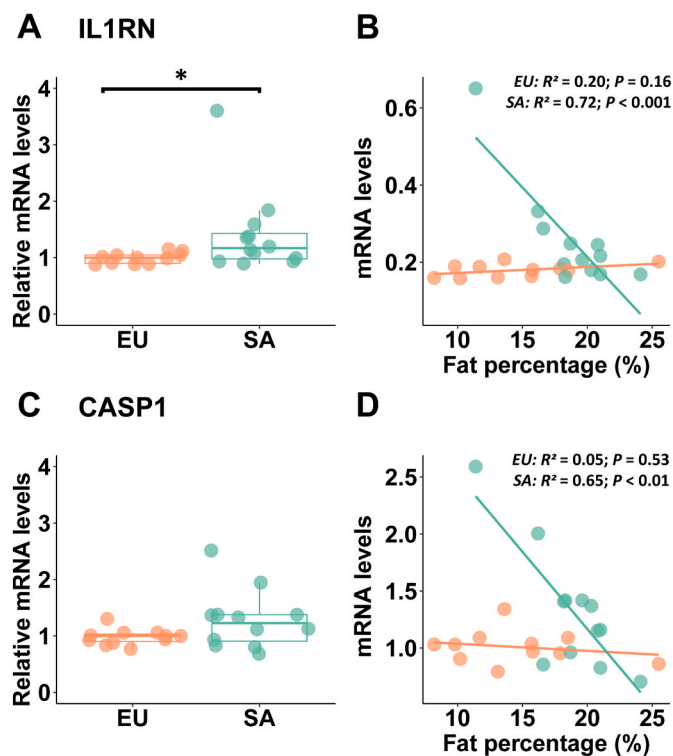 A IL1RN
*
Relative mRNA levels
4
3
2
1
0
EU SA
B
EU: R² = 0.20; P = 0.16
SA: R² = 0.72; P < 0.001
mRNA levels
0.6
0.4
0.2
10 15 20 25
Fat percentage (%)
C CASP1
Relative mRNA levels
4
3
2
1
0
EU SA
D
EU: R² = 0.05; P = 0.53
SA: R² = 0.65; P < 0.01
mRNA levels
2.5
2.0
1.5
1.0
10 15 20 25
Fat percentage (%)